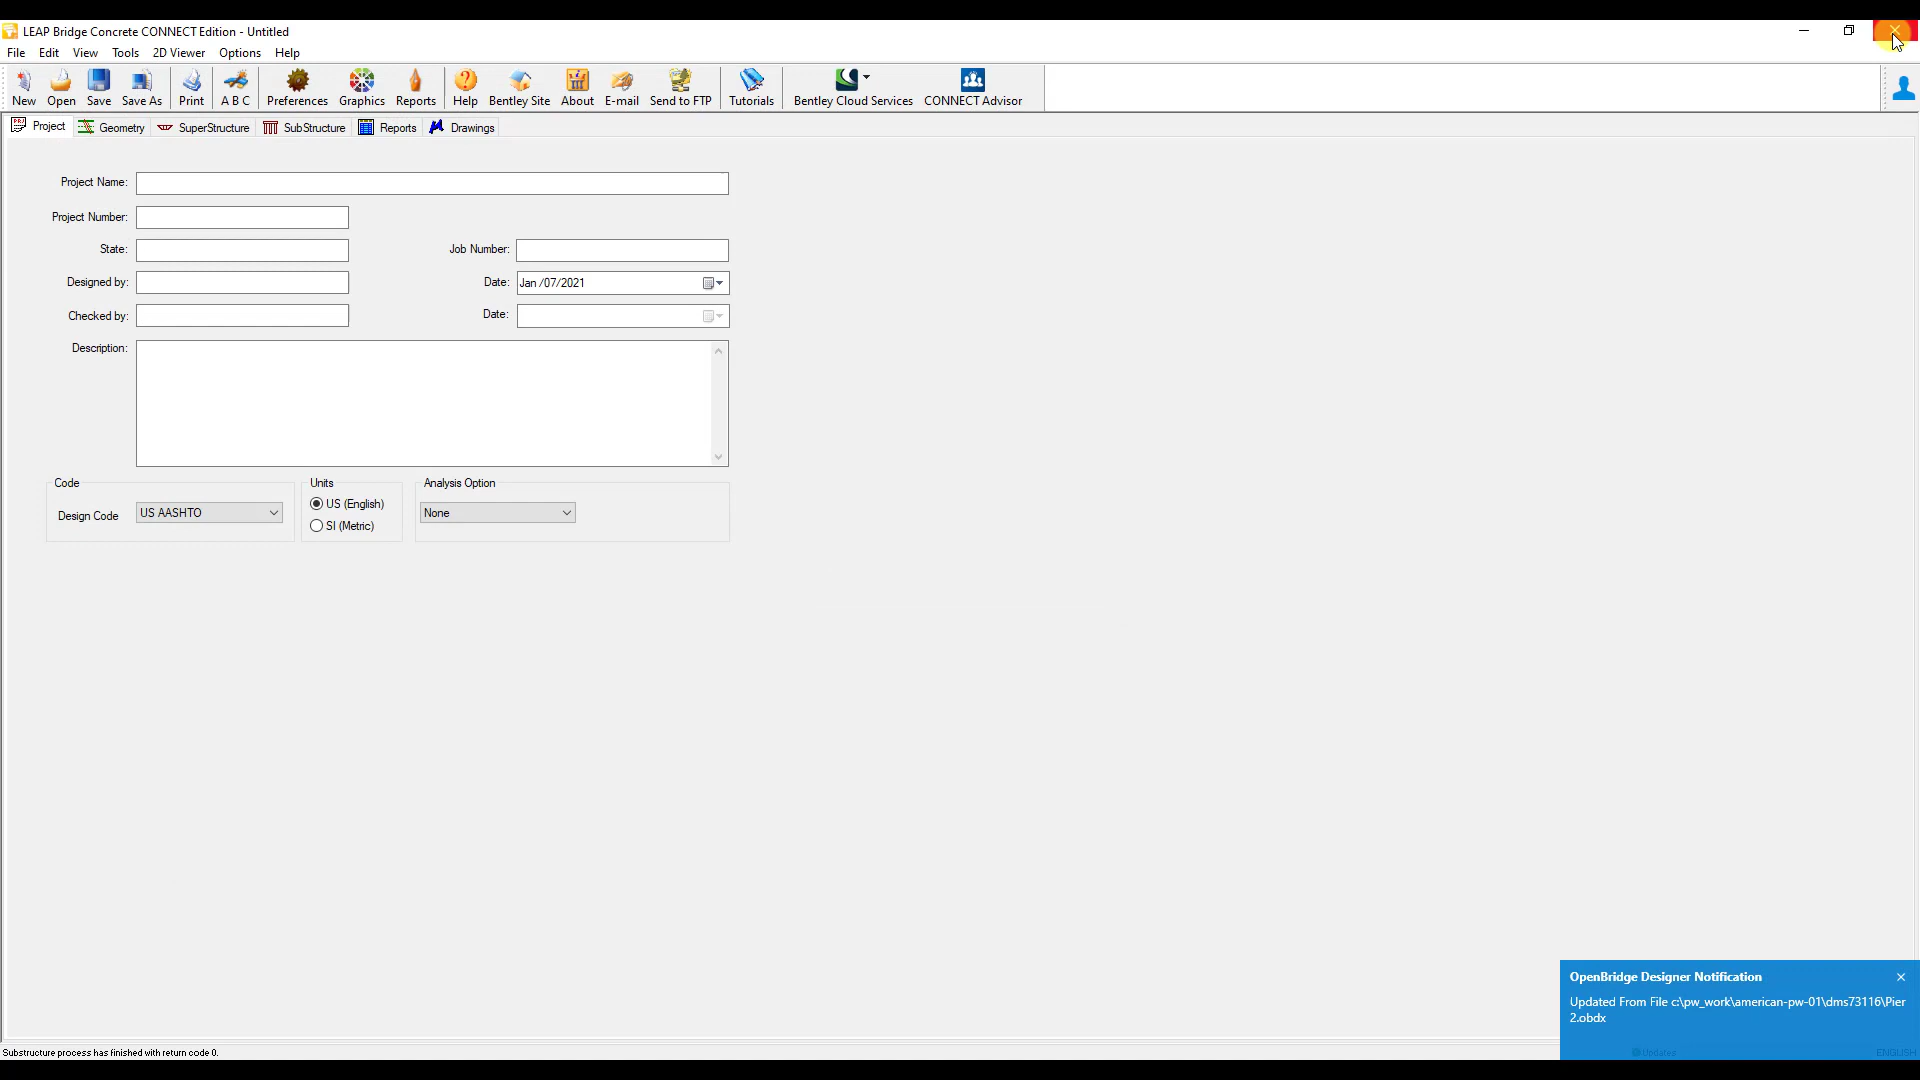 LEAP Bridge Concrete CONNECT Edition - Untitled
File Edit View Tools 2D Viewer Options Help
New Open Save Save As Print A B C Preferences Graphics Reports Help Bentley Site About E-mail Send to FTP Tutorials Bentley Cloud Services CONNECT Advisor
Project Geometry SuperStructure SubStructure Reports Drawings
Project Name:
Project Number:
State: Job Number:
Designed by: Date: Jan /07/2021
Checked by: Date:
Description:
Code Units Analysis Option
Design Code US AASHTO US (English) None
SI (Metric)
OpenBridge Designer Notification
Updated From File c:\pw_work\american-pw-01\dms73116\Pier
2.obdx
Substructure process has finished with return code 0. Updates ENGLISH